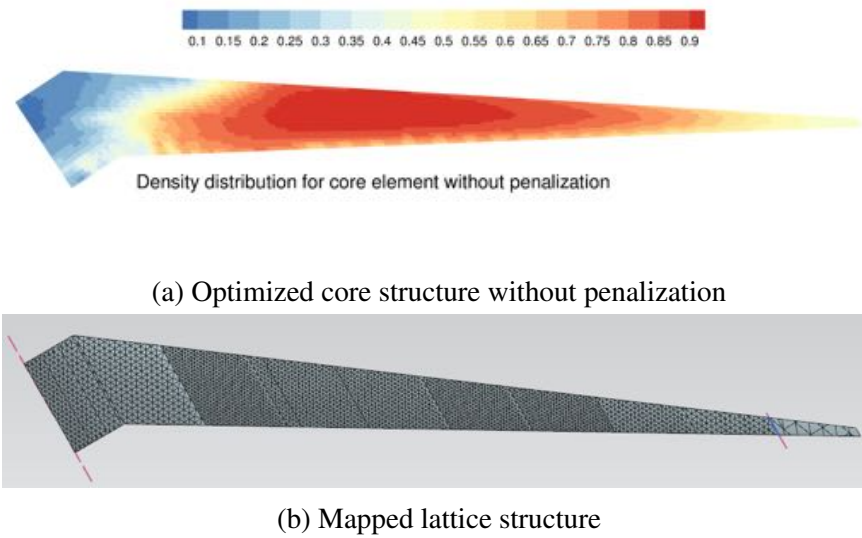 0.1 0.15 0.2 0.25 0.3 0.35 0.4 0.45 0.5 0.55 0.6 0.65 0.7 0.75 0.8 0.85 0.9
Density distribution for core element without penalization
(a) Optimized core structure without penalization
(b) Mapped lattice structure